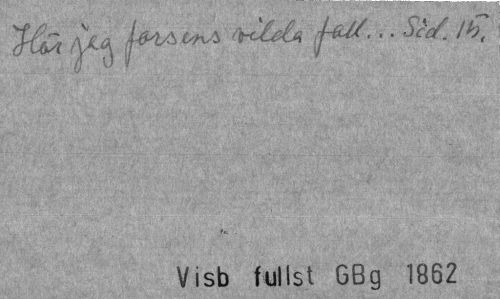 Hör jag forsens vilda fall... Sid. 15.
Visb fullst GBg 1862